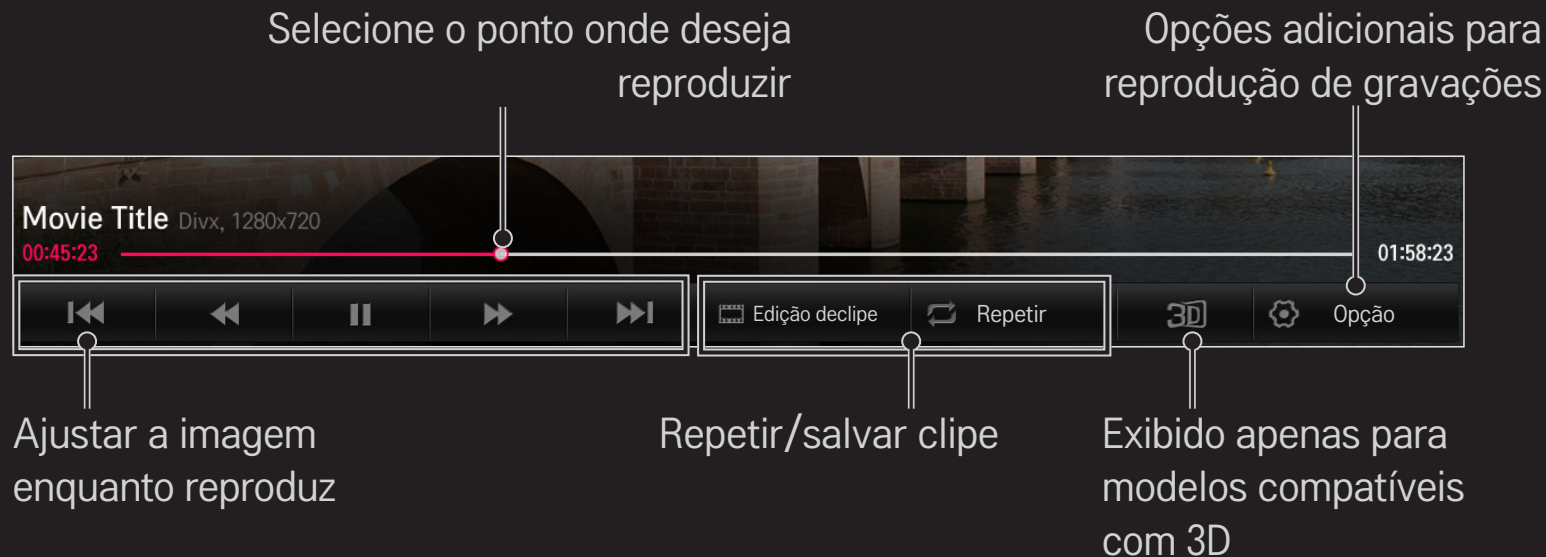 Selecione o ponto onde deseja
reproduzir
Opções adicionais para
reprodução de gravações
Movie Title Divx, 1280x720
00:45:23
01:58:23
Edição declipe
Repetir
3D
Opção
Ajustar a imagem
enquanto reproduz
Repetir/salvar clipe
Exibido apenas para
modelos compatíveis
com 3D